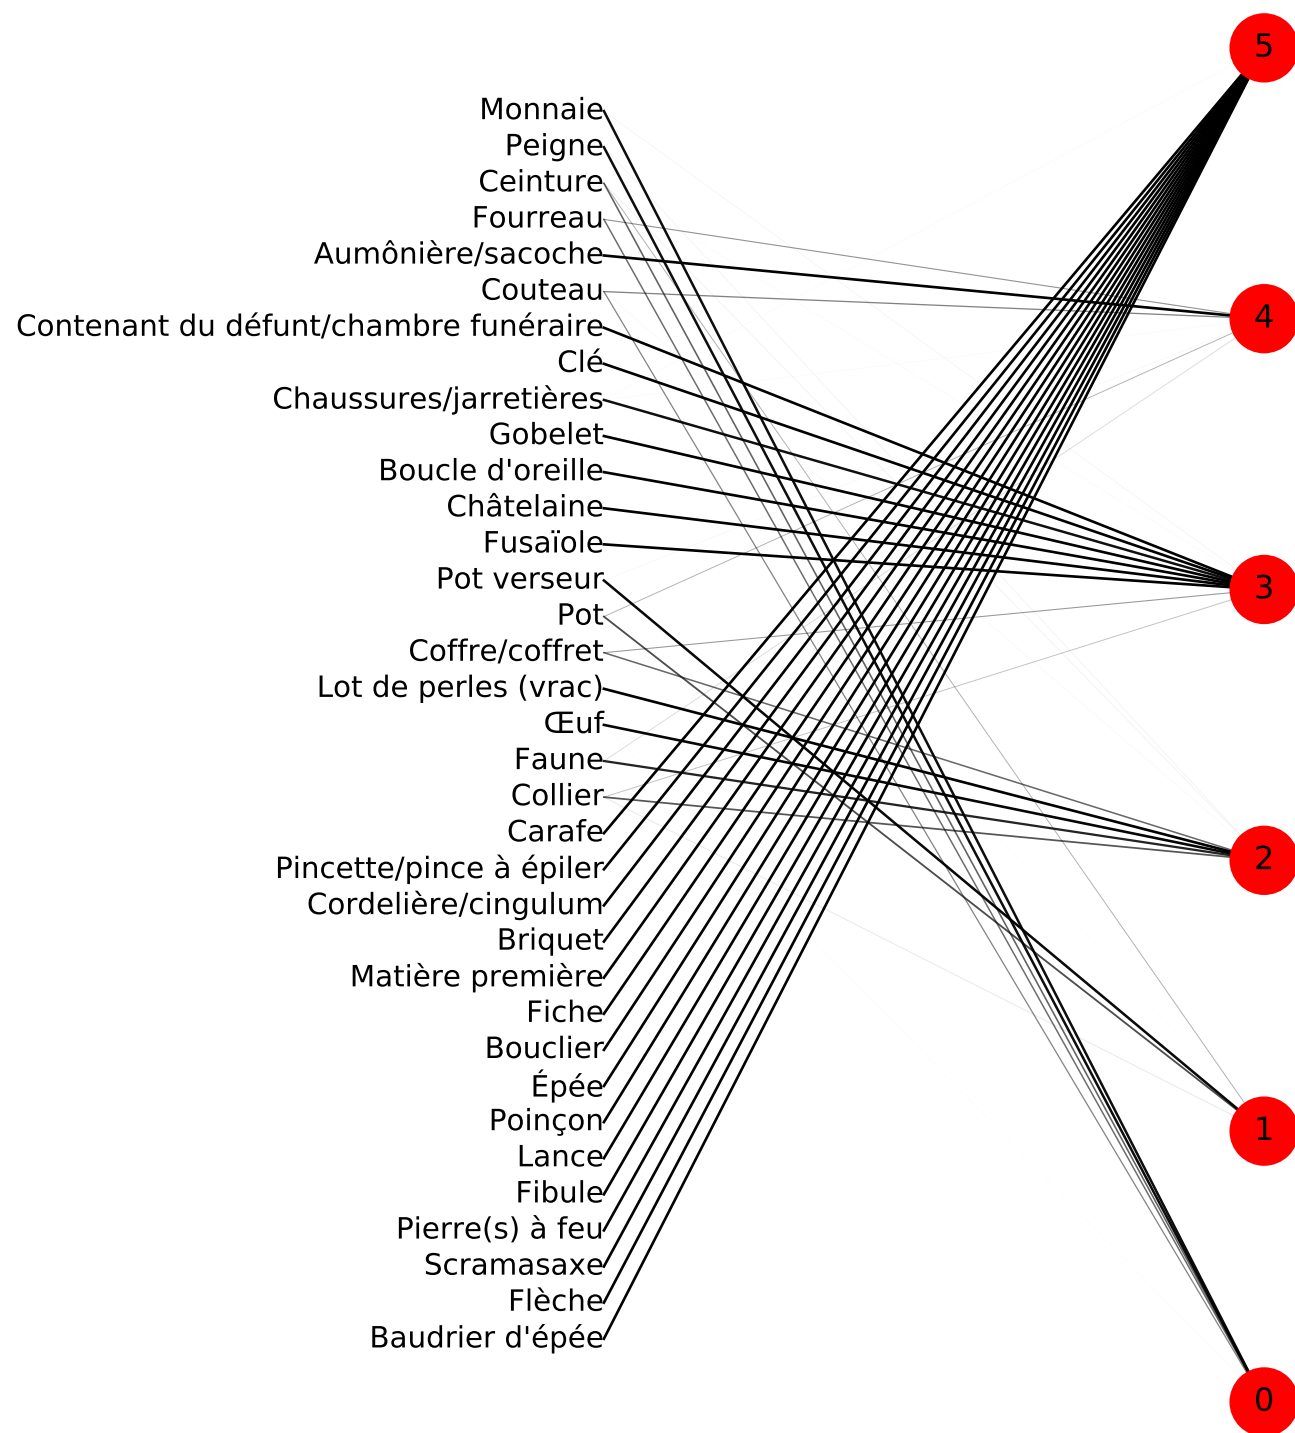 5
Monnaie
Peigne
Ceinture
Fourreau
Aumônière/sacoche
Couteau
4
Contenant du défunt/chambre funéraire
Clé
Chaussures/jarretières
Gobelet
Boucle d'oreille
Châtelaine
Fusaïole
Pot verseur
3
Pot
Coffre/coffret
Lot de perles (vrac)
Œuf
Faune
Collier
Carafe
2
Pincette/pince à épiler
Cordelière/cingulum
Briquet
Matière première
Fiche
Bouclier
Épée
Poinçon
1
Lance
Fibule
Pierre(s) à feu
Scramasaxe
Flèche
Baudrier d'épée
0